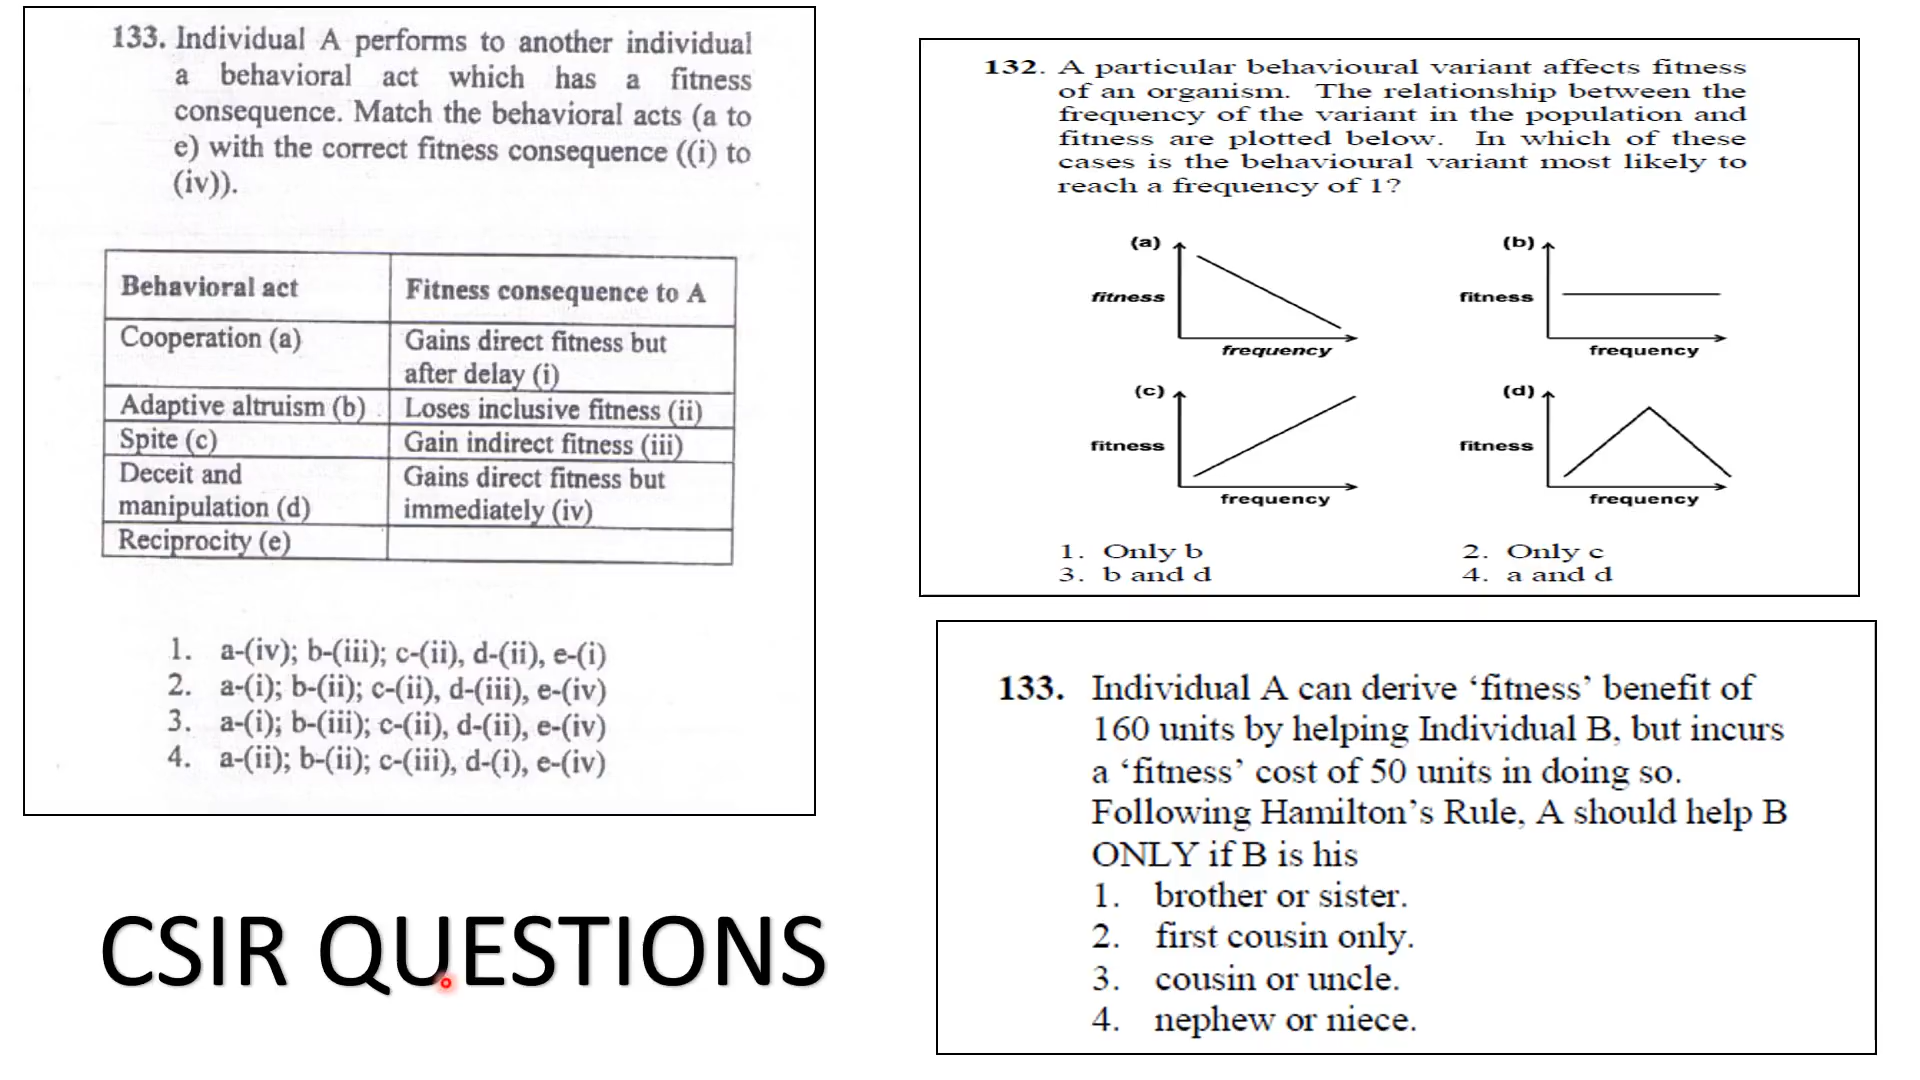 133. Individual A performs to another individual
a behavioral act which has a fitness
consequence. Match the behavioral acts (a to
e) with the correct fitness consequence ((i) to
(iv)).
Behavioral act Fitness consequence to A
Cooperation (a) Gains direct fitness but
after delay (i)
Adaptive altruism (b) Loses inclusive fitness (ii)
Spite (c) Gain indirect fitness (iii)
Deceit and Gains direct fitness but
manipulation (d) immediately (iv)
Reciprocity (e)
1. a-(iv); b-(iii); c-(ii), d-(ii), e-(i)
2. a-(i); b-(ii); c-(ii), d-(iii), e-(iv)
3. a-(i); b-(iii); c-(ii), d-(ii), e-(iv)
4. a-(ii); b-(ii); c-(iii), d-(i), e-(iv)
CSIR QUESTIONS
132. A particular behavioural variant affects fitness
of an organism. The relationship between the
frequency of the variant in the population and
fitness are plotted below. In which of these
cases is the behavioural variant most likely to
reach a frequency of 1?
(a) (b)
fitness fitness
frequency frequency
(c) (d)
fitness fitness
frequency frequency
1. Only b 2. Only c
3. b and d 4. a and d
133. Individual A can derive ‘fitness’ benefit of
160 units by helping Individual B, but incurs
a ‘fitness’ cost of 50 units in doing so.
Following Hamilton’s Rule, A should help B
ONLY if B is his
1. brother or sister.
2. first cousin only.
3. cousin or uncle.
4. nephew or niece.